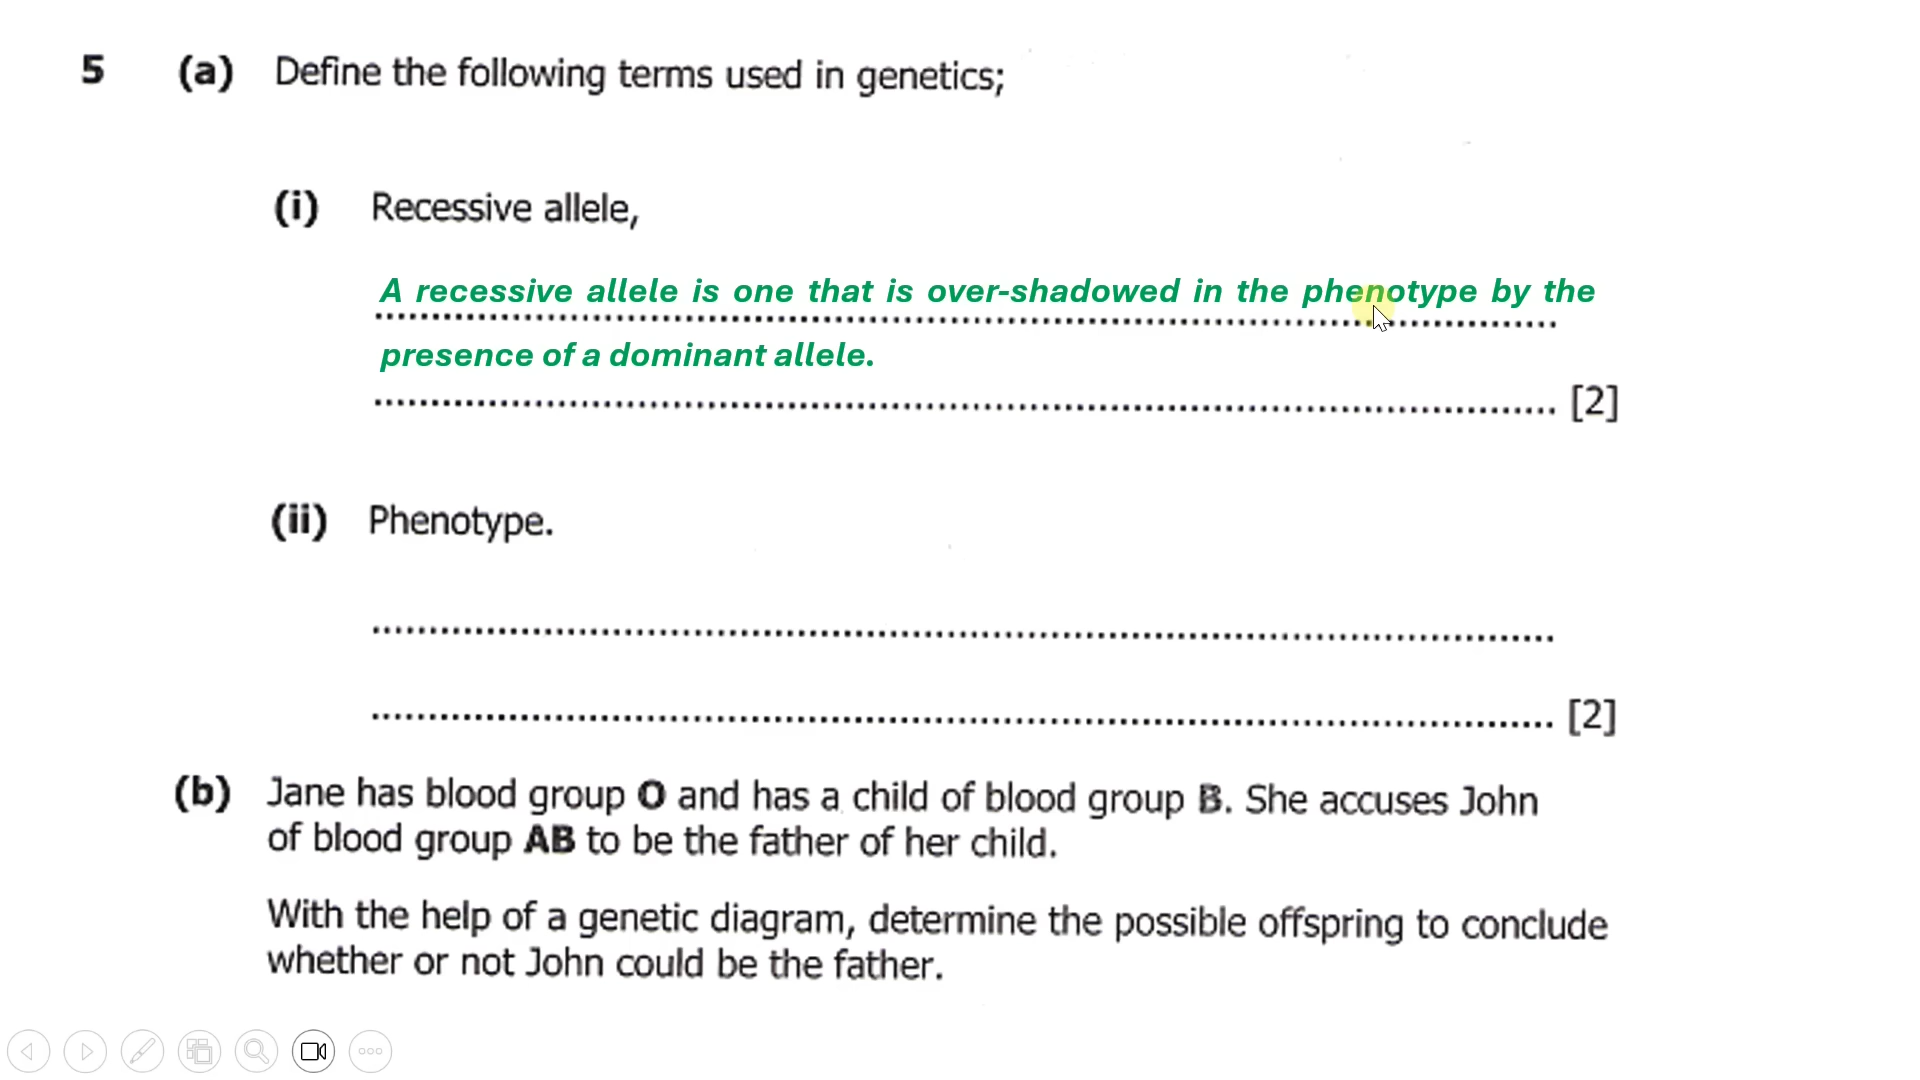 5 (a) Define the following terms used in genetics;
(i) Recessive allele,
A recessive allele is one that is over-shadowed in the phenotype by the
presence of a dominant allele.
[2]
(ii) Phenotype.
[2]
(b) Jane has blood group O and has a child of blood group B. She accuses John
of blood group AB to be the father of her child.
With the help of a genetic diagram, determine the possible offspring to conclude
whether or not John could be the father.